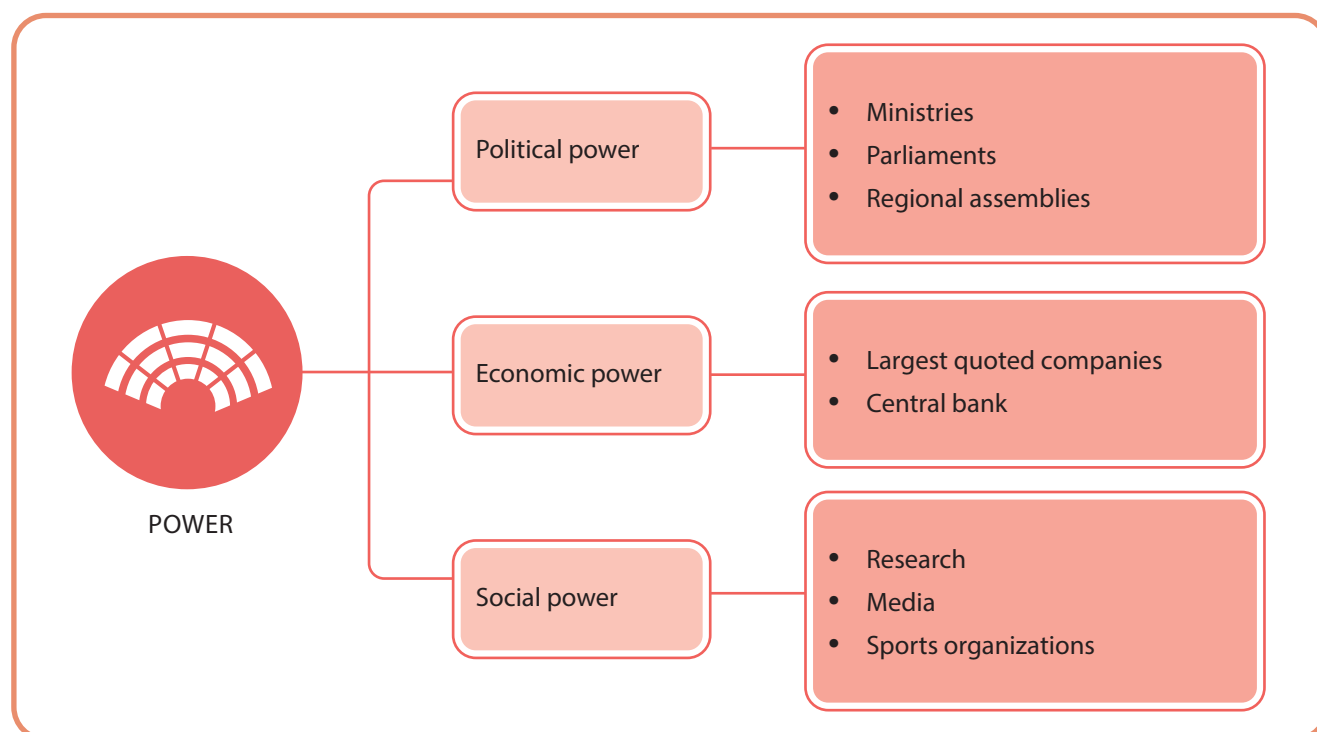 POWER
Political power
• Ministries
• Parliaments
• Regional assemblies
Economic power
• Largest quoted companies
• Central bank
Social power
• Research
• Media
• Sports organizations